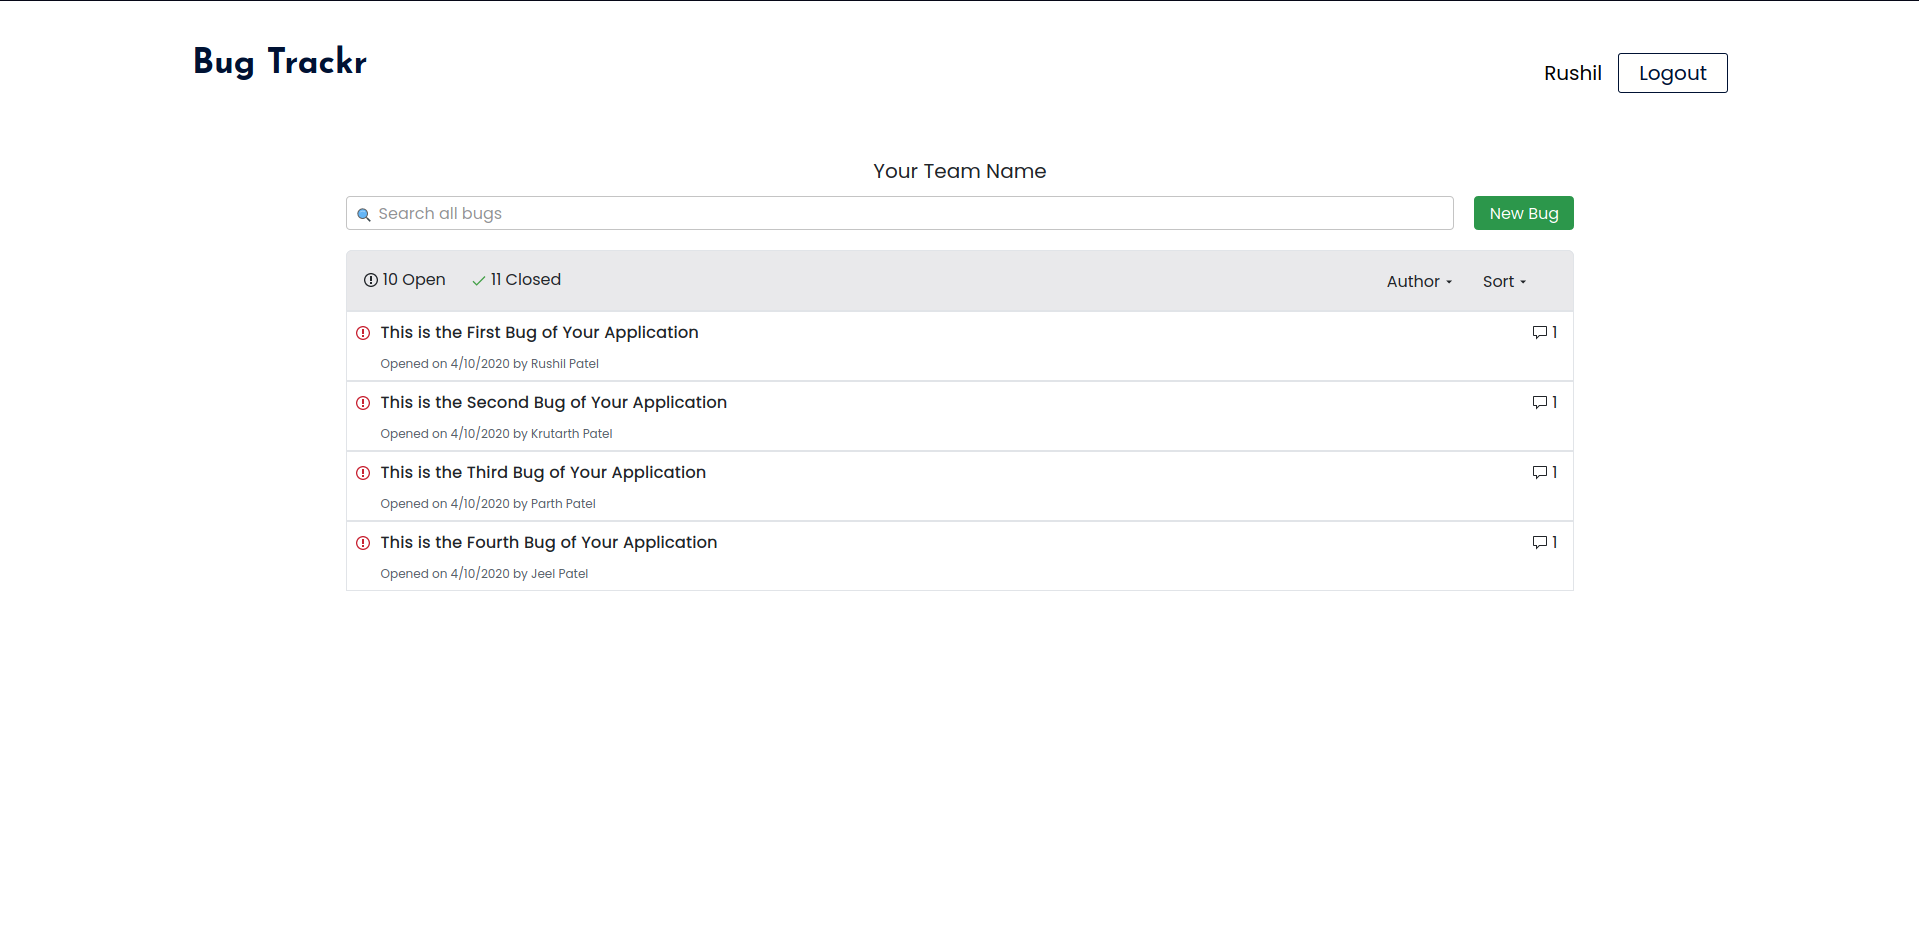 Bug Trackr
Rushil Logout
Your Team Name
Search all bugs New Bug
10 Open 11 Closed Author Sort
This is the First Bug of Your Application 1
Opened on 4/10/2020 by Rushil Patel
This is the Second Bug of Your Application 1
Opened on 4/10/2020 by Krutarth Patel
This is the Third Bug of Your Application 1
Opened on 4/10/2020 by Parth Patel
This is the Fourth Bug of Your Application 1
Opened on 4/10/2020 by Jeel Patel